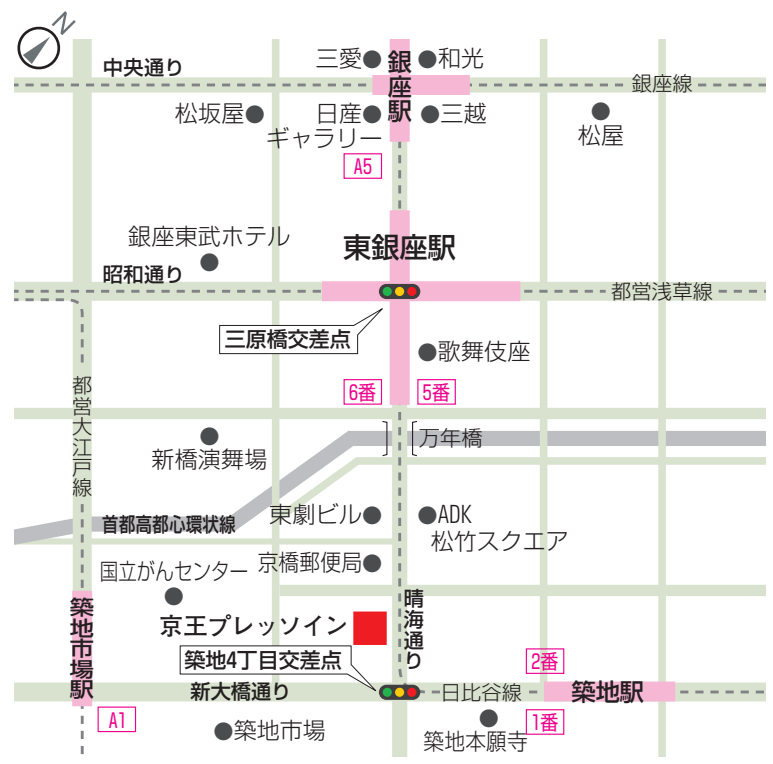 N
中央通り
三愛
和光
銀座駅
銀座線
松坂屋
日産
ギャラリー
三越
松屋
A5
銀座東武ホテル
東銀座駅
昭和通り
都営浅草線
三原橋交差点
歌舞伎座
6番
5番
都営大江戸線
新橋演舞場
万年橋
首都高都心環状線
東劇ビル
ADK
松竹スクエア
京橋郵便局
国立がんセンター
築地市場駅
京王プレッソイン
晴海通り
築地4丁目交差点
2番
新大橋通り
日比谷線
築地駅
A1
1番
築地市場
築地本願寺